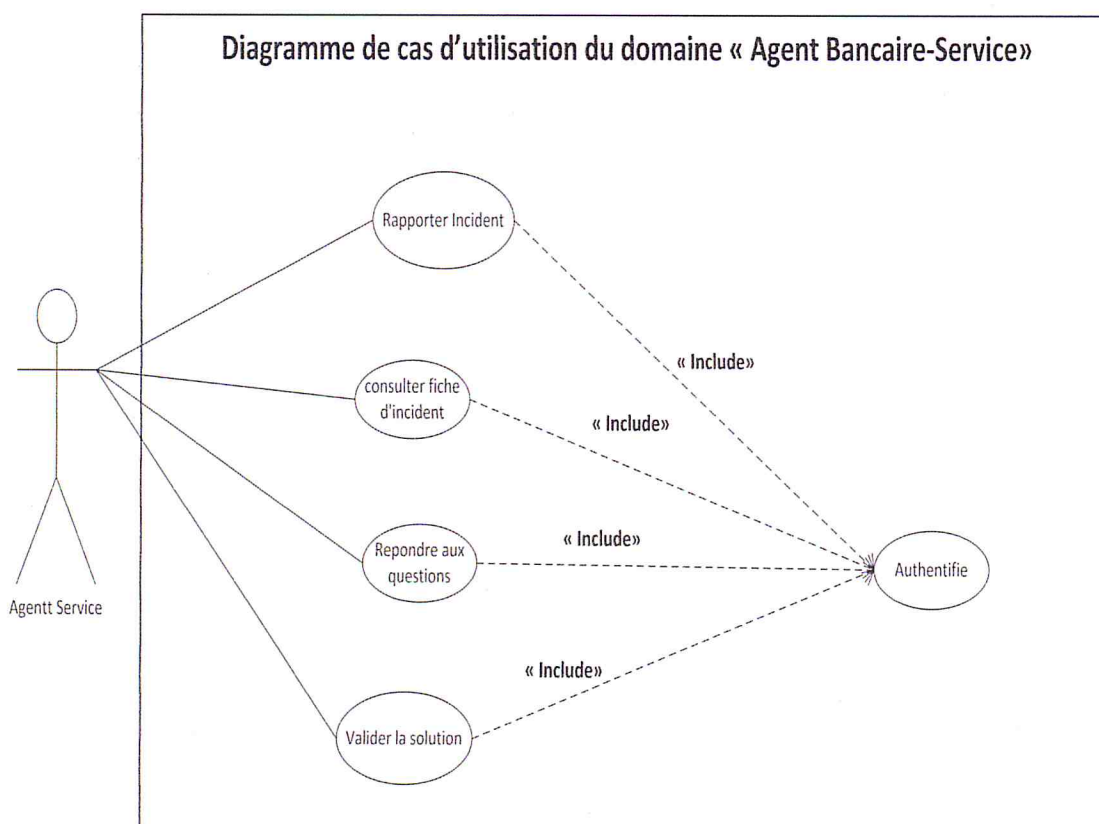 Diagramme de cas d'utilisation du domaine « Agent Bancaire-Service»
Rapporter Incident
« Include»
consulter fiche
d'incident
« Include»
Repondre aux
questions
« Include»
Authentifie
Agentt Service
« Include»
Valider la solution